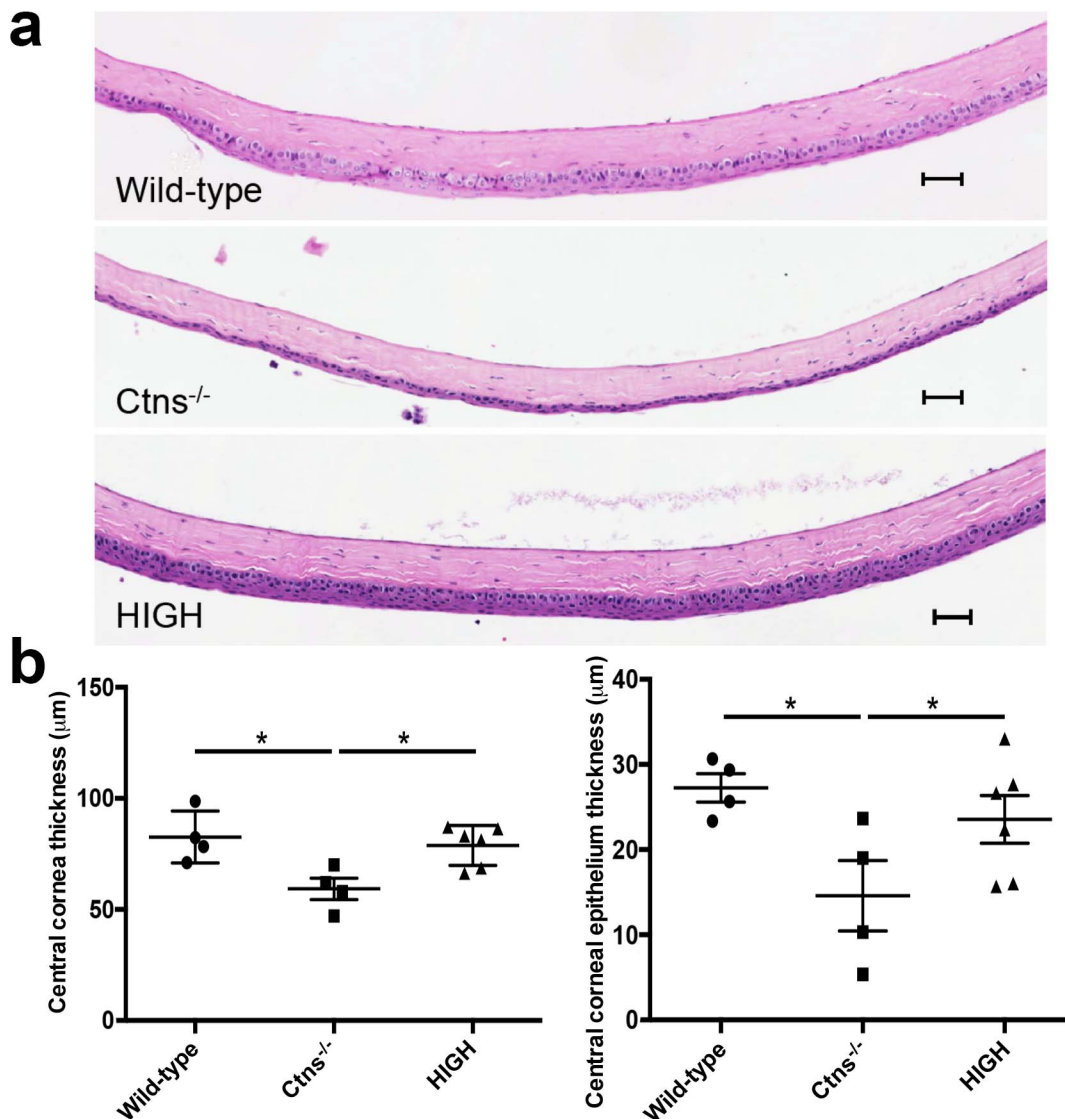 a
Wild-type
Ctns-/-
HIGH
b
Central cornea thickness (μm)
150
100
50
0
*
*
Wild-type
Ctns-/-
HIGH
Central corneal epithelium thickness (μm)
40
30
20
10
0
*
*
Wild-type
Ctns-/-
HIGH